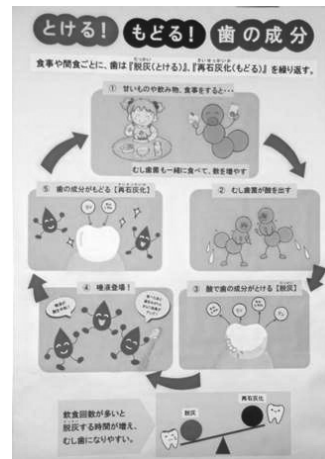 とける！ もどる！ 歯の成分
食事や間食ごとに、歯は『脱灰(とける)』、『再石灰化(もどる)』を繰り返す。
① 甘いものや飲み物、食事をすると…
むし歯菌も一緒に食べて、数を増やす
⑤ 歯の成分がもどる【再石灰化】
② むし歯菌が酸を出す
④ 唾液登場！
③ 酸で歯の成分がとける【脱灰】
飲食回数が多いと
脱灰する時間が増え、
むし歯になりやすい。
脱灰
再石灰化